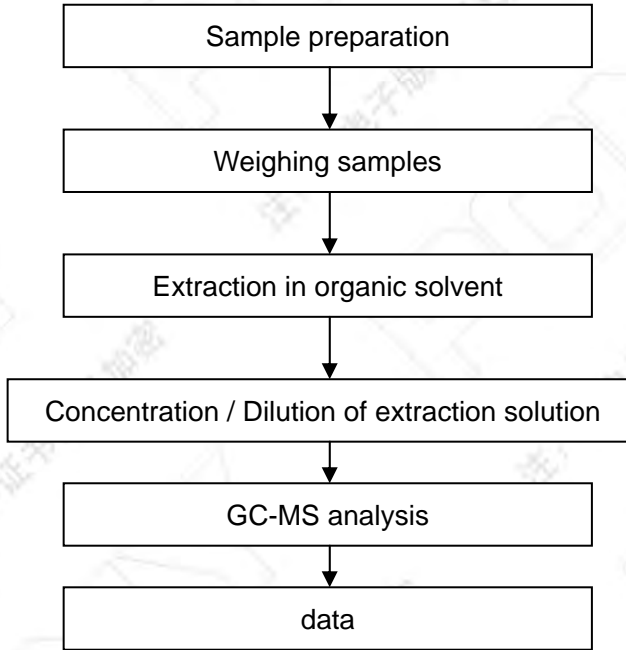 Sample preparation
Weighing samples
Extraction in organic solvent
Concentration / Dilution of extraction solution
GC-MS analysis
data